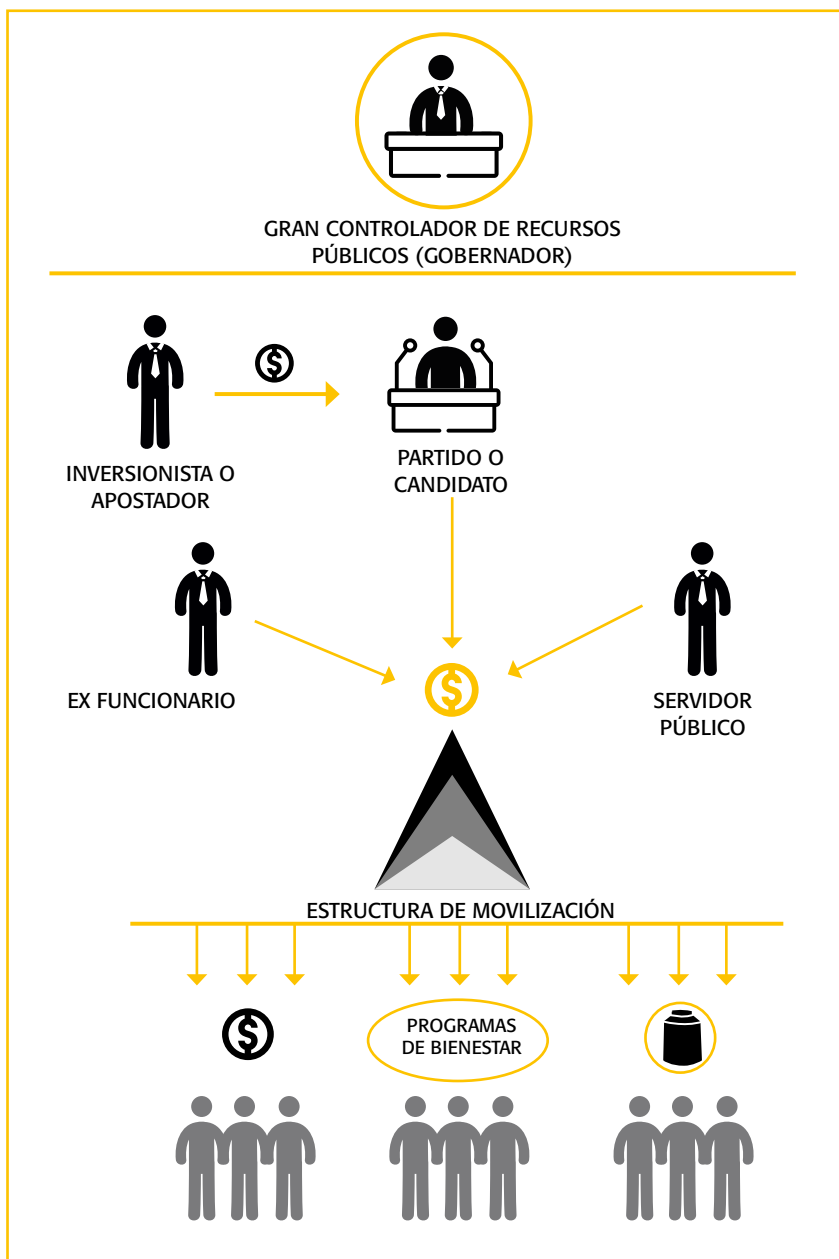 GRAN CONTROLADOR DE RECURSOS
PÚBLICOS (GOBERNADOR)
$
INVERSIONISTA O
APOSTADOR
PARTIDO O
CANDIDATO
EX FUNCIONARIO
$
SERVIDOR
PÚBLICO
ESTRUCTURA DE MOVILIZACIÓN
$
PROGRAMAS
DE BIENESTAR